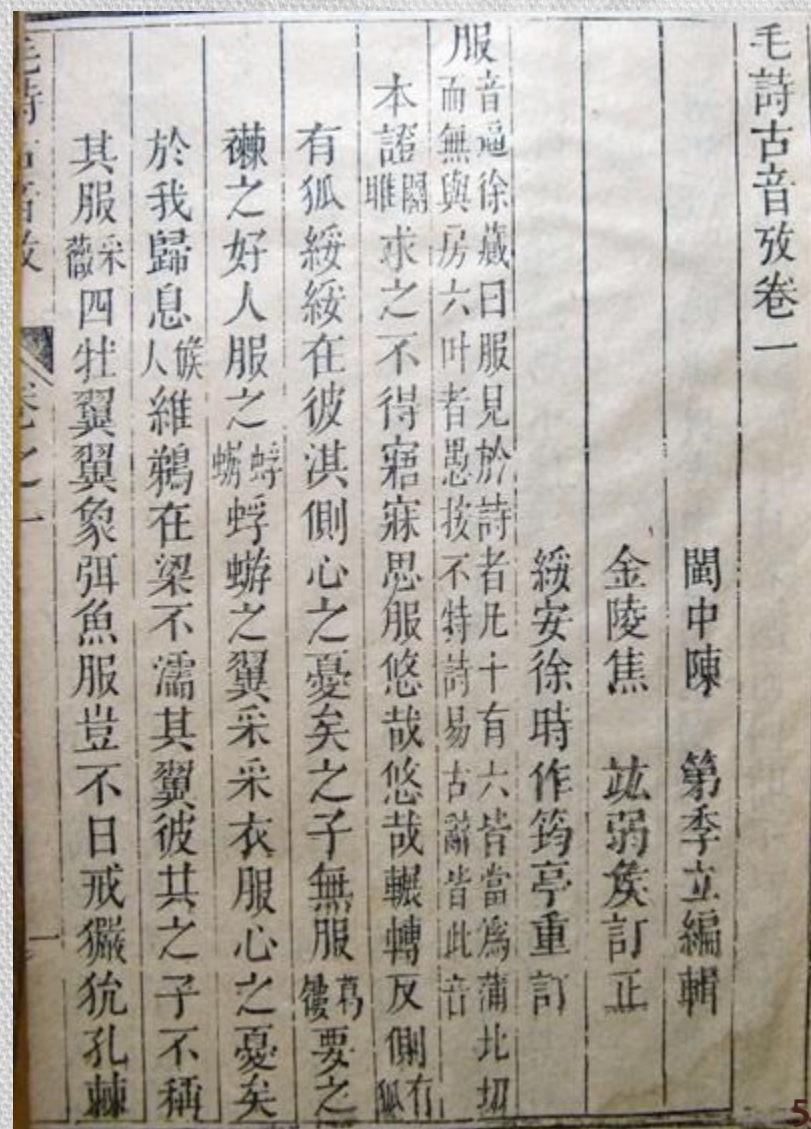 毛詩古音攷卷一
閩中陳 第季立編輯
金陵焦 竑弱矦訂正
綏安徐時作筠亭重訂
服音逼徐蕆曰服見於詩者凡十有六皆當爲蒲北切
而無與房六叶者愚按不特詩易古辭皆此音
本證關雎求之不得寤寐思服悠哉悠哉輾轉反側有狐
有狐綏綏在彼淇側心之憂矣之子無服葛屨要之
襋之好人服之蜉蝣蜉蝣之翼采采衣服心之憂矣
於我歸息候人維鵜在梁不濡其翼彼其之子不稱
其服采薇四牡翼翼象弭魚服豈不日戒玁狁孔棘
毛詩古音攷 卷之一 一
5